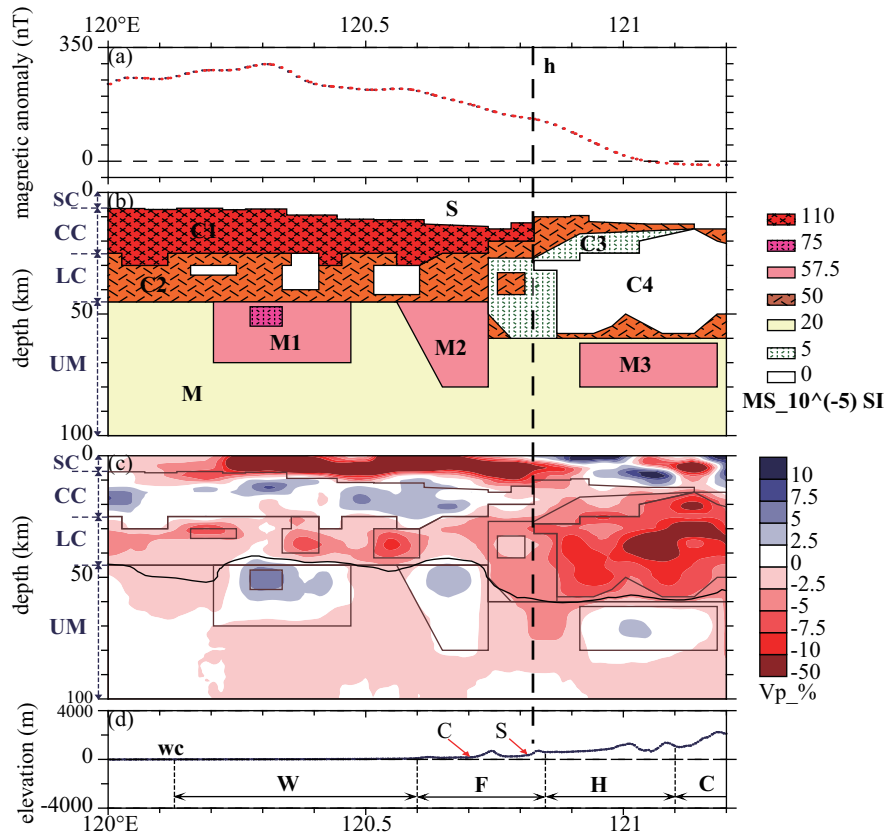 120°E 120.5 121
magnetic anomaly (nT)
350
(a)
h
0
0
SC
CC
LC
UM
depth (km)
50
100
(b)
S
C1
C2
C3
C4
M1
M2
M3
M
110
75
57.5
50
20
5
0
MS_10^(-5) SI
0
SC
CC
LC
UM
depth (km)
50
100
(c)
10
7.5
5
2.5
0
-2.5
-5
-7.5
-10
-50
Vp_%
elevation (m)
4000
0
-4000
(d)
wc
C
S
W
F
H
C
120°E 120.5 121